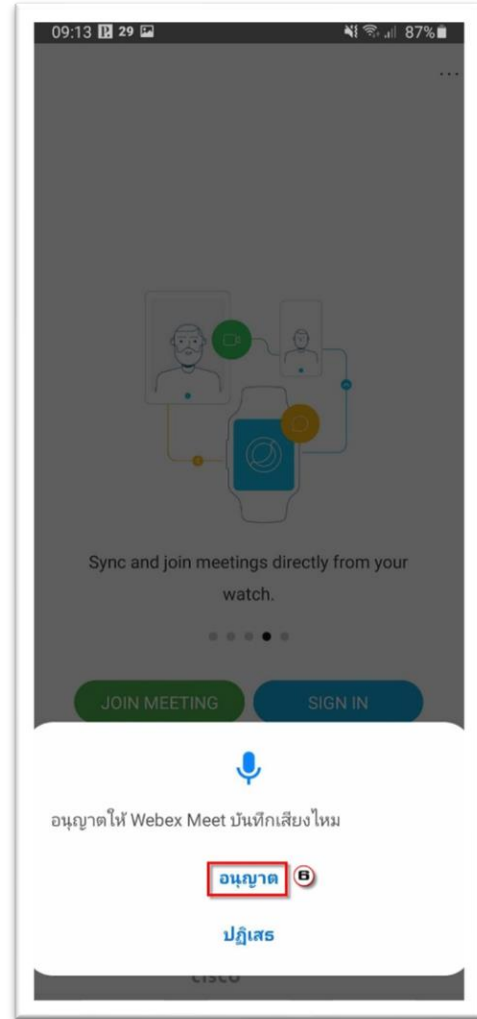 09:13 29 87%
...
Sync and join meetings directly from your
watch.
JOIN MEETING SIGN IN
อนุญาตให้ Webex Meet บันทึกเสียงไหม
อนุญาต 6
ปฏิเสธ
cisco